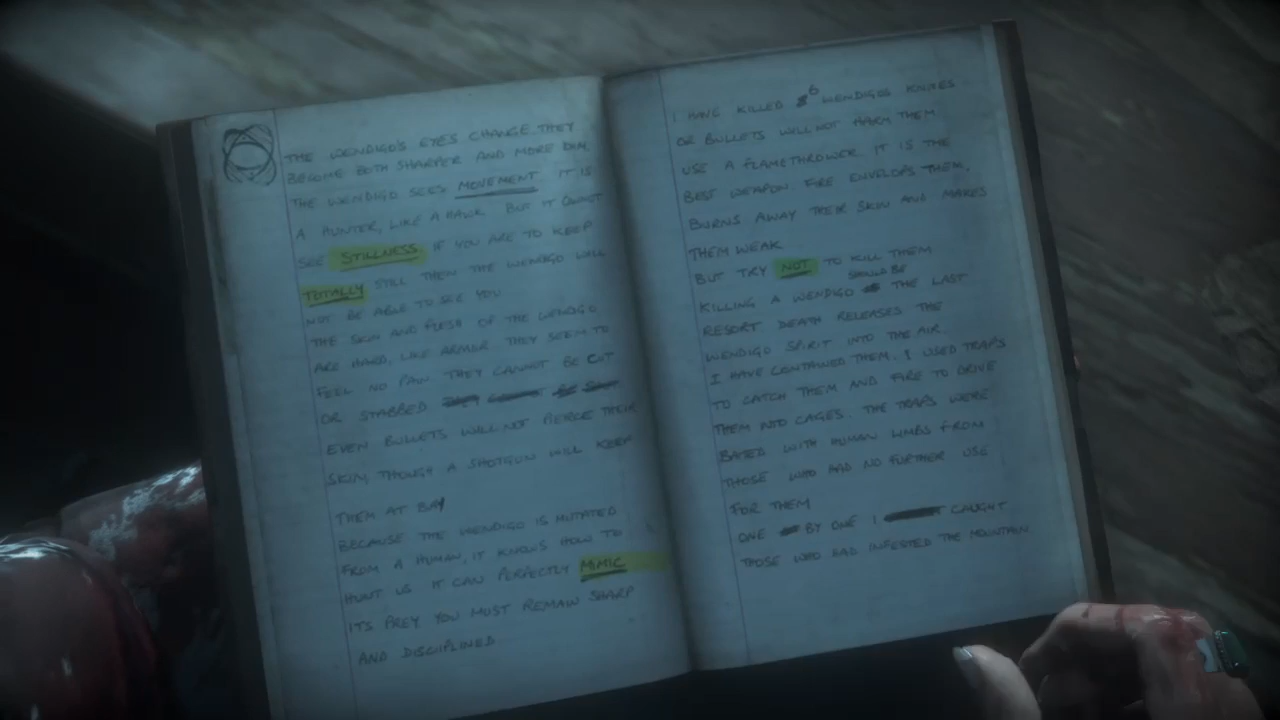 THE WENDIGO'S EYES CHANGE. THEY
BECOME BOTH SHARPER AND MORE DIM.
THE WENDIGO SEES MOVEMENT. IT IS
A HUNTER, LIKE A HAWK. BUT IT CANNOT
SEE STILLNESS. IF YOU ARE TO KEEP
TOTALLY STILL THEN THE WENDIGO WILL
NOT BE ABLE TO SEE YOU
THE SKIN AND FLESH OF THE WENDIGO
ARE HARD, LIKE ARMOR. THEY SEEM TO
FEEL NO PAIN. THEY CANNOT BE CUT
OR STABBED
EVEN BULLETS WILL NOT PIERCE THEIR
SKIN, THOUGH A SHOTGUN WILL KEEP
THEM AT BAY
BECAUSE THE WENDIGO IS MUTATED
FROM A HUMAN, IT KNOWS HOW TO
HUNT US. IT CAN PERFECTLY MIMIC
ITS PREY. YOU MUST REMAIN SHARP
AND DISCIPLINED
I HAVE KILLED 6 WENDIGOS KNIVES
OR BULLETS WILL NOT HARM THEM
USE A FLAMETHROWER. IT IS THE
BEST WEAPON. FIRE ENVELOPS THEM,
BURNS AWAY THEIR SKIN AND MAKES
THEM WEAK
BUT TRY NOT TO KILL THEM
KILLING A WENDIGO SHOULD BE THE LAST
RESORT. DEATH RELEASES THE
WENDIGO SPIRIT INTO THE AIR.
I HAVE CONTAINED THEM. I USED TRAPS
TO CATCH THEM AND FIRE TO DRIVE
THEM INTO CAGES. THE TRAPS WERE
BAITED WITH HUMAN LIMBS FROM
THOSE WHO HAD NO FURTHER USE
FOR THEM
ONE BY ONE I CAUGHT
THOSE WHO HAD INFESTED THE MOUNTAIN